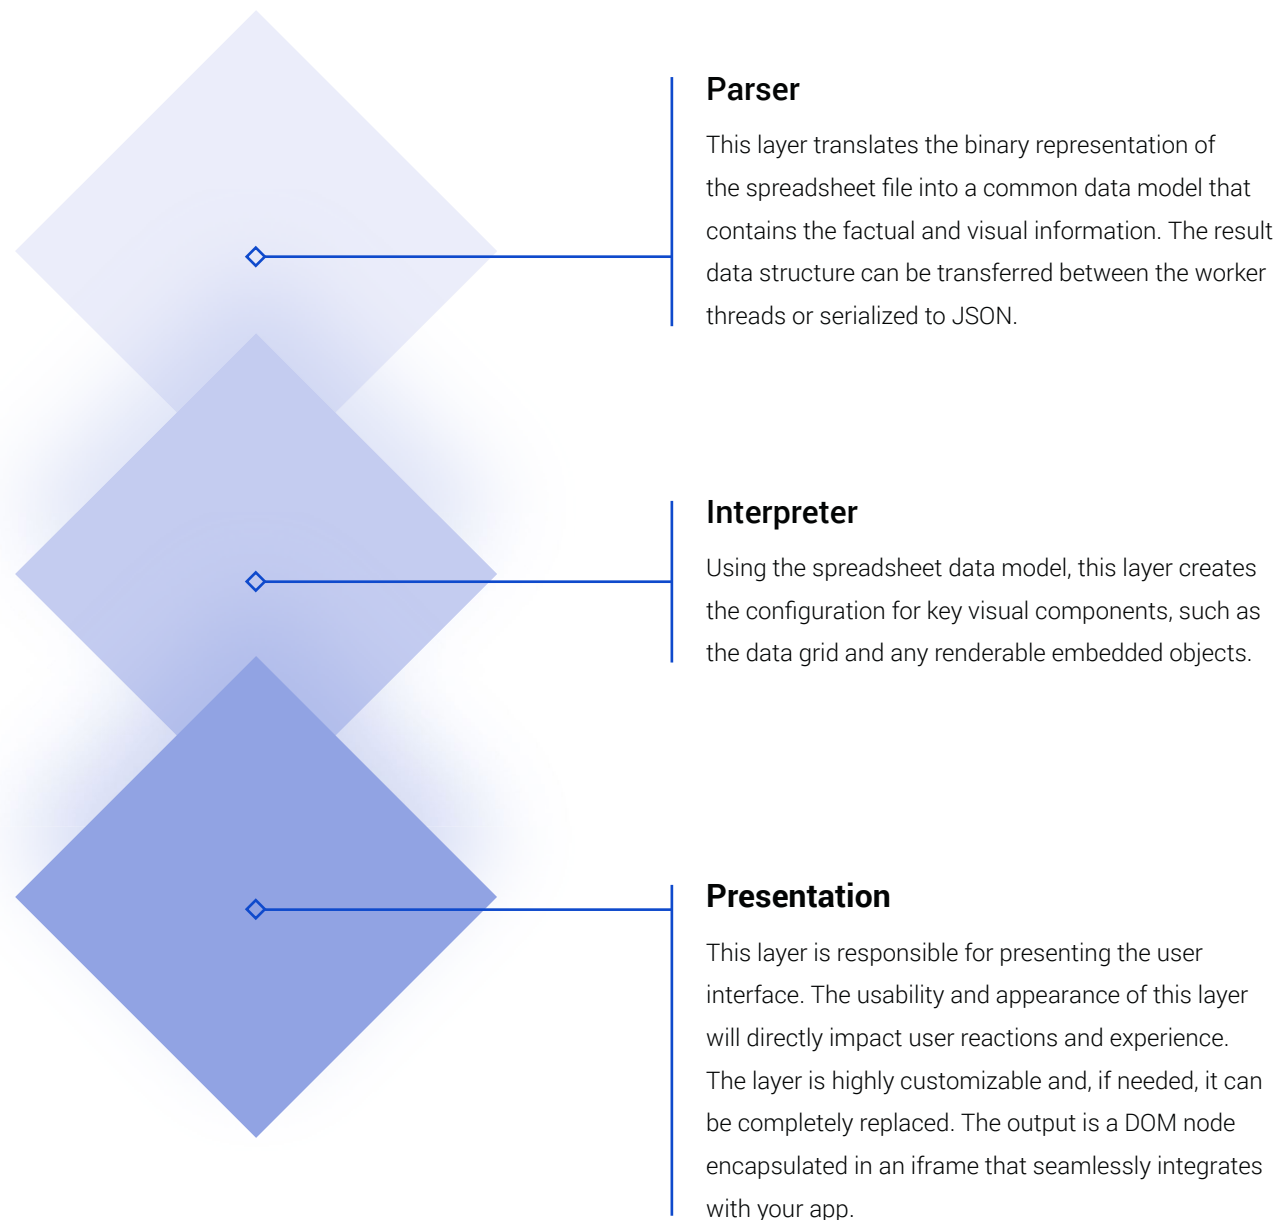 Parser
This layer translates the binary representation of
the spreadsheet file into a common data model that
contains the factual and visual information. The result
data structure can be transferred between the worker
threads or serialized to JSON.
Interpreter
Using the spreadsheet data model, this layer creates
the configuration for key visual components, such as
the data grid and any renderable embedded objects.
Presentation
This layer is responsible for presenting the user
interface. The usability and appearance of this layer
will directly impact user reactions and experience.
The layer is highly customizable and, if needed, it can
be completely replaced. The output is a DOM node
encapsulated in an iframe that seamlessly integrates
with your app.